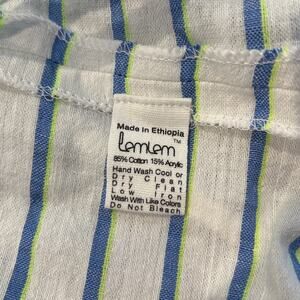 Made in Ethiopia
lemlem™
85% Cotton 15% Acrylic
Hand Wash Cool or
Dry Clean
Dry Flat
Low Iron
Wash With Like Colors
Do Not Bleach